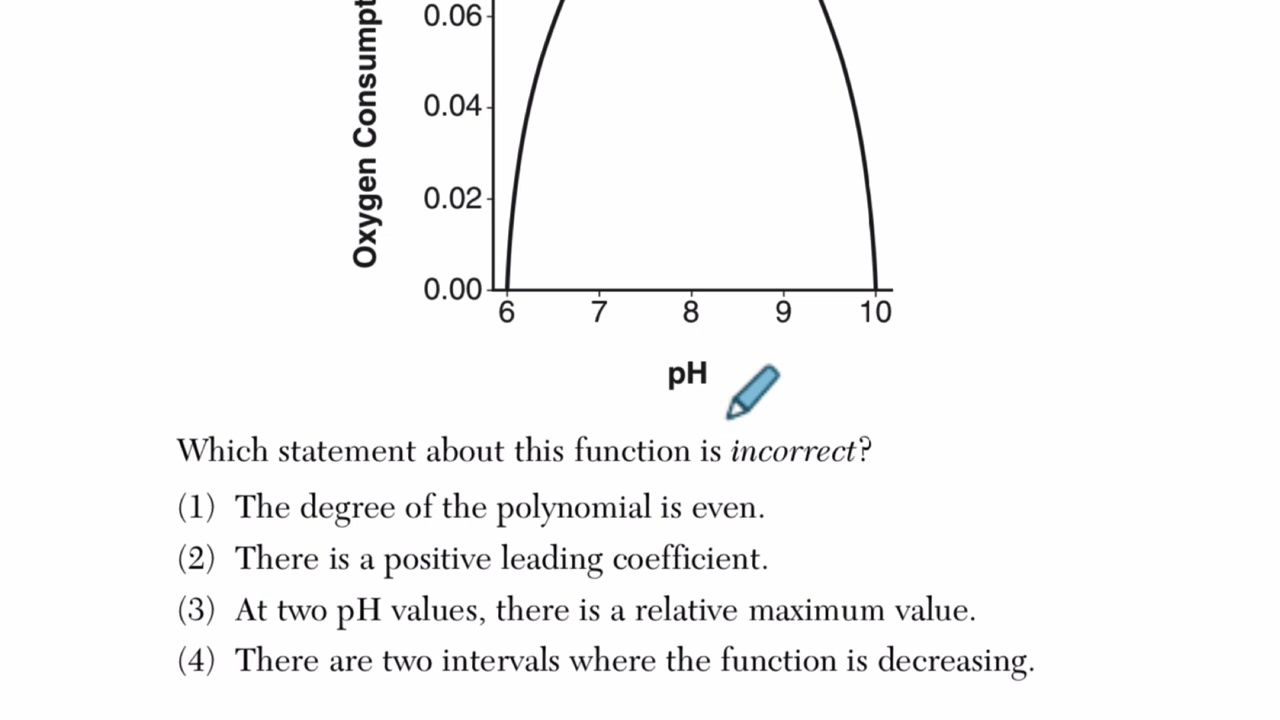 0.06
Oxygen Consumpt
0.04
0.02
0.00
6 7 8 9 10
pH
Which statement about this function is incorrect?
(1) The degree of the polynomial is even.
(2) There is a positive leading coefficient.
(3) At two pH values, there is a relative maximum value.
(4) There are two intervals where the function is decreasing.